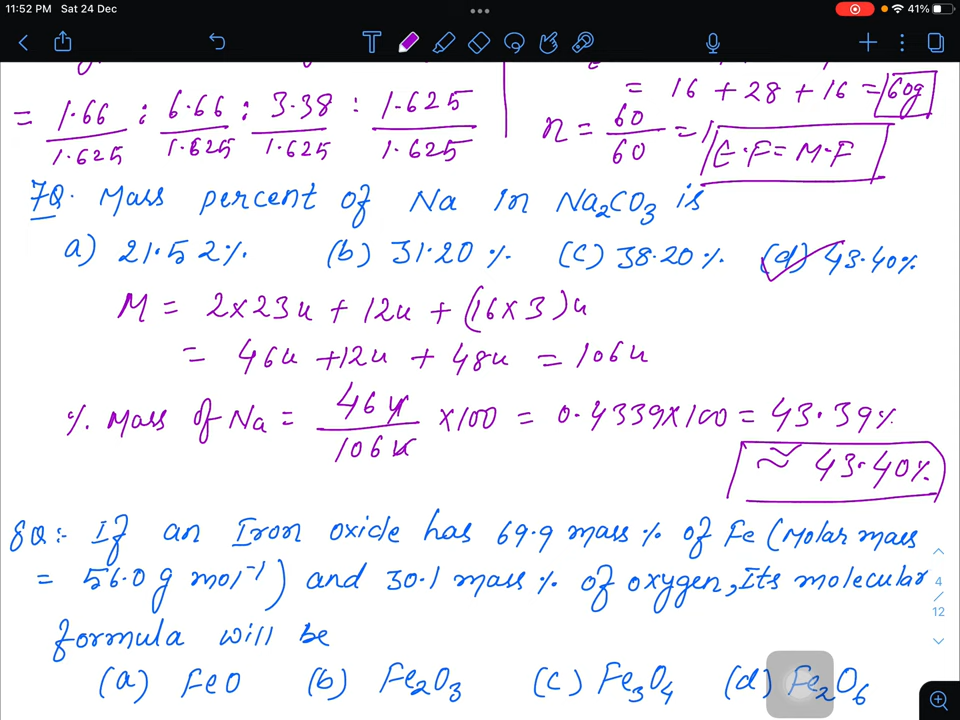 11:52 PM Sat 24 Dec
41%
= 16 + 28 + 16 = 60g
= 1.66/1.625 : 6.66/1.625 : 3.38/1.625 : 1.625/1.625
n = 60/60 = 1
E.F = M.F
7Q. Mass percent of Na in Na₂CO₃ is
a) 21.52% (b) 31.20% (c) 38.20% (d) 43.40%
M = 2×23u + 12u + (16×3)u
= 46u + 12u + 48u = 106u
% Mass of Na = 46u/106u ×100 = 0.4339×100 = 43.39%
≈ 43.40%
8Q:- If an Iron oxide has 69.9 mass % of Fe (Molar mass
= 56.0 g mol⁻¹) and 30.1 mass % of oxygen, Its molecular
formula will be
(a) FeO (b) Fe₂O₃ (c) Fe₃O₄ (d) Fe₂O₆
4
/
12